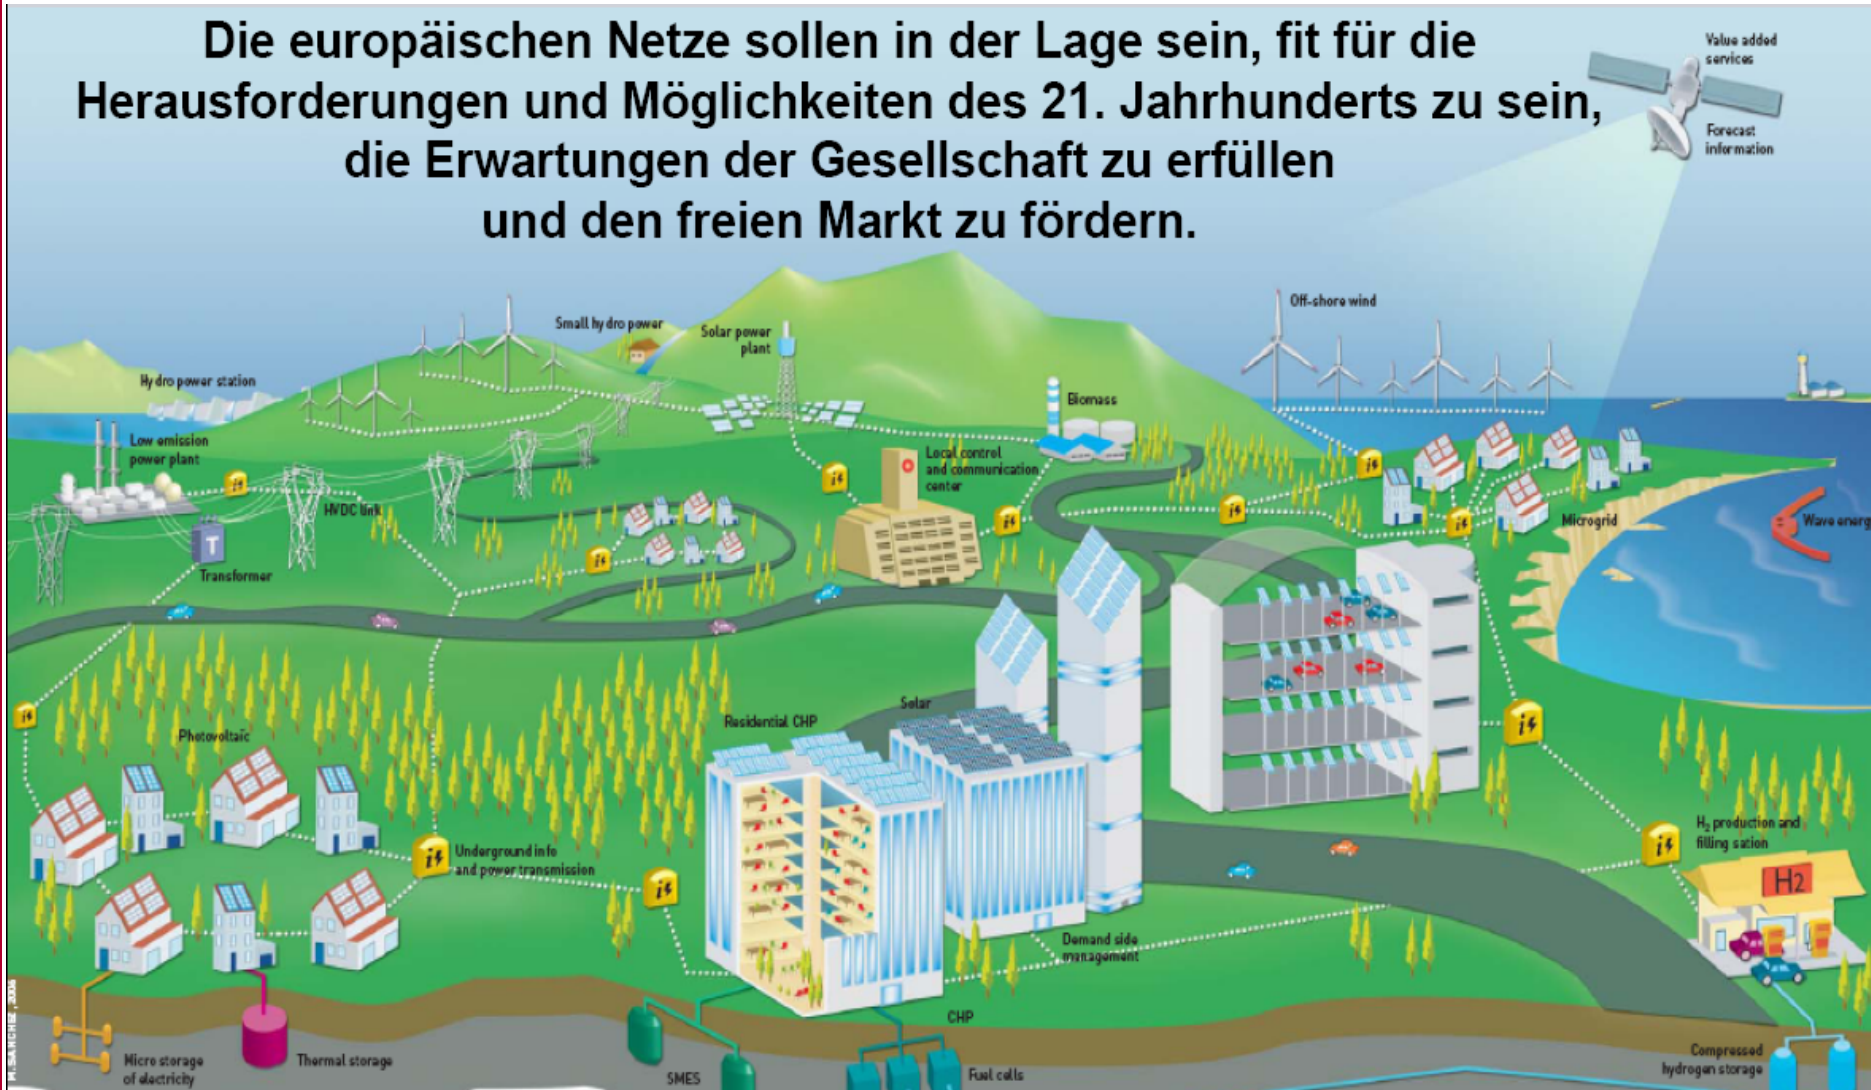 Die europäischen Netze sollen in der Lage sein, fit für die
Herausforderungen und Möglichkeiten des 21. Jahrhunderts zu sein,
die Erwartungen der Gesellschaft zu erfüllen
und den freien Markt zu fördern.
Value added
services
Forecast
information
Off-shore wind
Small hydro power
Solar power
plant
Hydro power station
Biomass
Low emission
power plant
Local control
and communication
center
HVDC link
Microgrid
Wave energ
T
Transformer
Solar
Residential CHP
Photovoltaïc
H2 production and
filling sation
Underground info
and power transmission
H2
Demand side
management
CHP
Micro storage
of electricity
Thermal storage
SMES
Fuel cells
Compressed
hydrogen storage
M.SANCHEZ, 2006
i
i
i
i
i
i
i
i
i
i
i
i
i